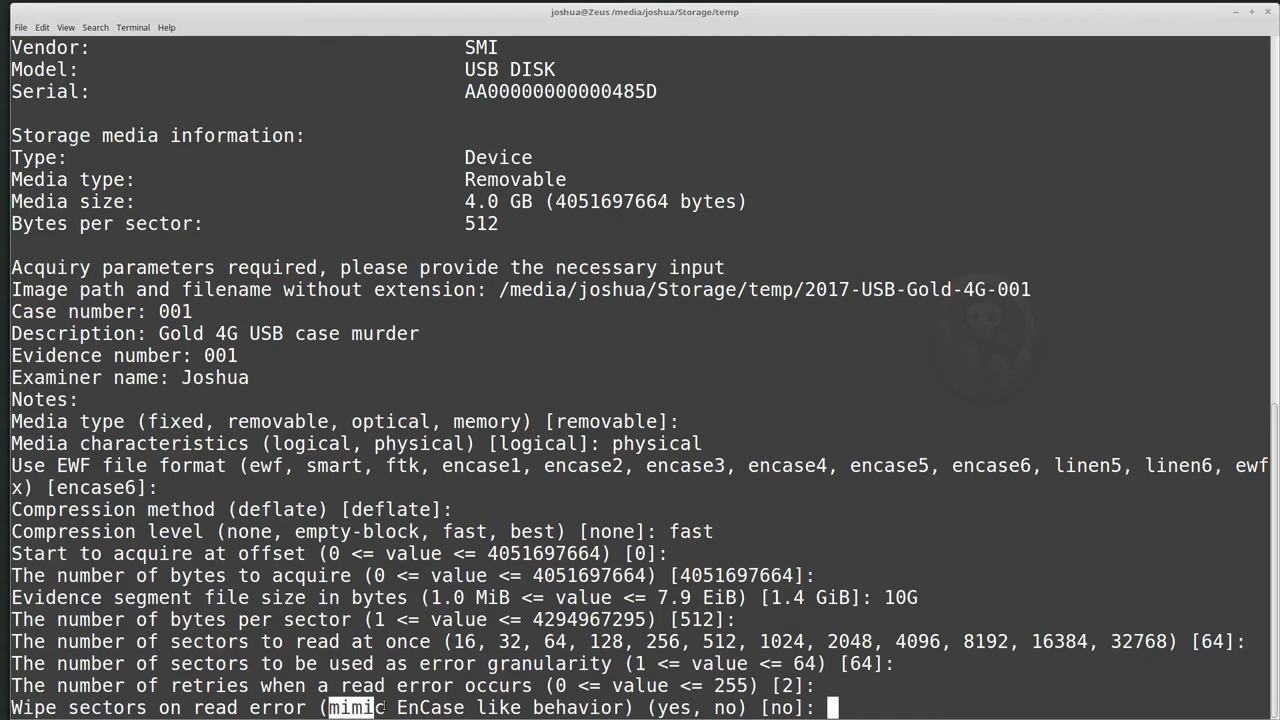 joshua@Zeus /media/joshua/Storage/temp
File Edit View Search Terminal Help
Vendor: SMI
Model: USB DISK
Serial: AA00000000000485D
Storage media information:
Type: Device
Media type: Removable
Media size: 4.0 GB (4051697664 bytes)
Bytes per sector: 512
Acquiry parameters required, please provide the necessary input
Image path and filename without extension: /media/joshua/Storage/temp/2017-USB-Gold-4G-001
Case number: 001
Description: Gold 4G USB case murder
Evidence number: 001
Examiner name: Joshua
Notes:
Media type (fixed, removable, optical, memory) [removable]:
Media characteristics (logical, physical) [logical]: physical
Use EWF file format (ewf, smart, ftk, encase1, encase2, encase3, encase4, encase5, encase6, linen5, linen6, ewf
x) [encase6]:
Compression method (deflate) [deflate]:
Compression level (none, empty-block, fast, best) [none]: fast
Start to acquire at offset (0 <= value <= 4051697664) [0]:
The number of bytes to acquire (0 <= value <= 4051697664) [4051697664]:
Evidence segment file size in bytes (1.0 MiB <= value <= 7.9 EiB) [1.4 GiB]: 10G
The number of bytes per sector (1 <= value <= 4294967295) [512]:
The number of sectors to read at once (16, 32, 64, 128, 256, 512, 1024, 2048, 4096, 8192, 16384, 32768) [64]:
The number of sectors to be used as error granularity (1 <= value <= 64) [64]:
The number of retries when a read error occurs (0 <= value <= 255) [2]:
Wipe sectors on read error (mimic EnCase like behavior) (yes, no) [no]: